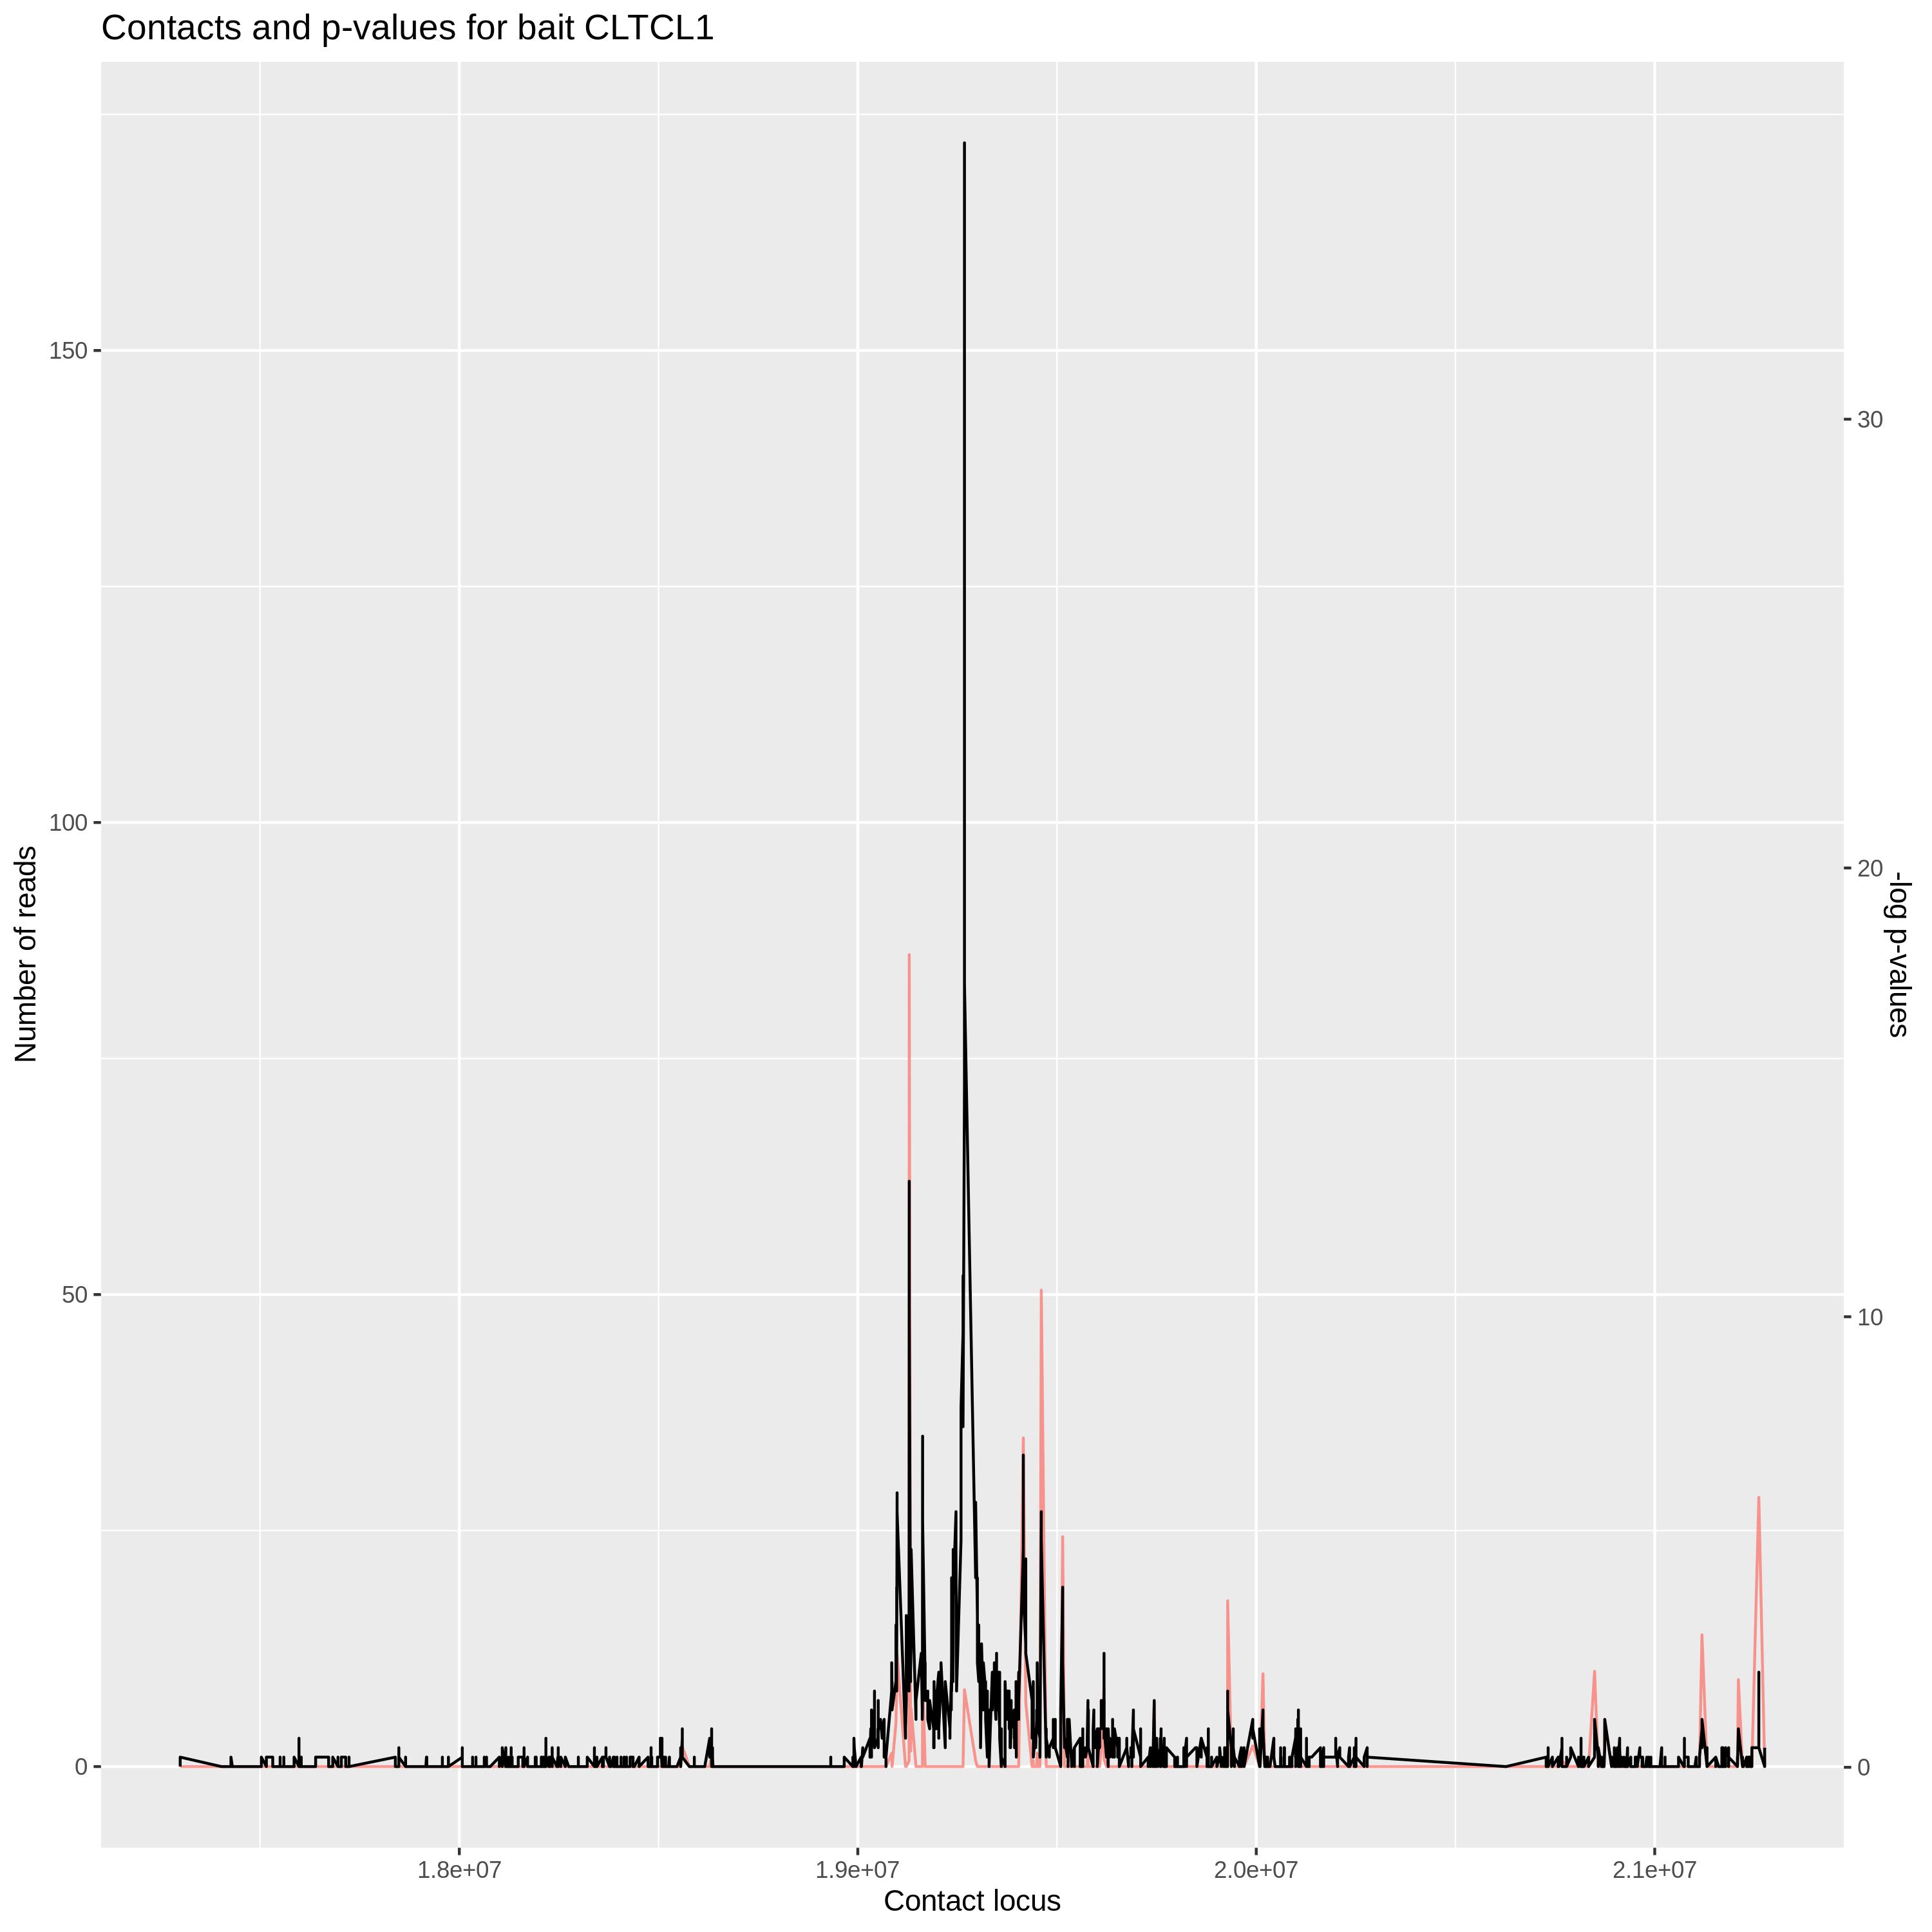 Contacts and p-values for bait CLTCL1
150
100
50
0
30
20
10
0
Number of reads
-log p-values
1.8e+07
1.9e+07
2.0e+07
2.1e+07
Contact locus